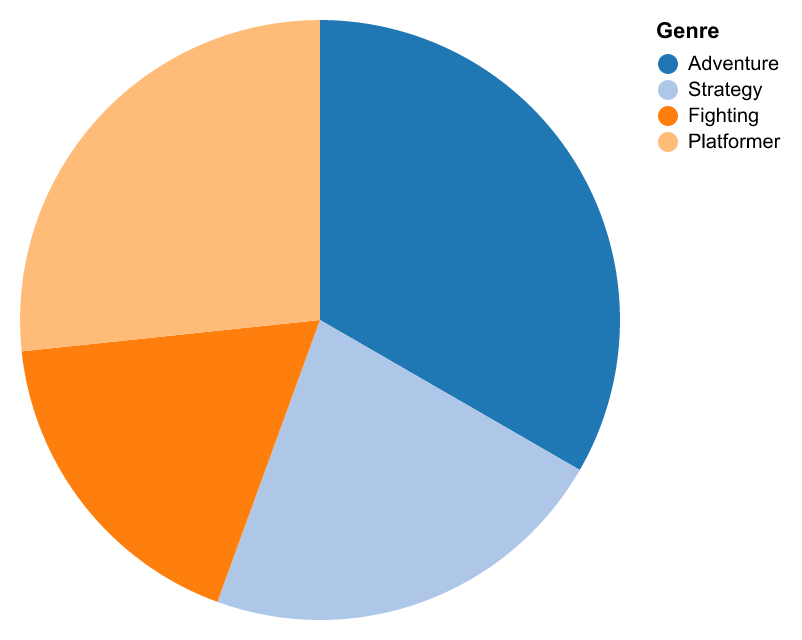 Genre
Adventure
Strategy
Fighting
Platformer